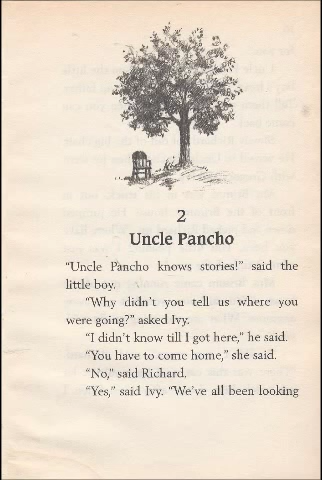 2
Uncle Pancho
“Uncle Pancho knows stories!” said the
little boy.
“Why didn’t you tell us where you
were going?” asked Ivy.
“I didn’t know till I got here,” he said.
“You have to come home,” she said.
“No,” said Richard.
“Yes,” said Ivy. “We’ve all been looking